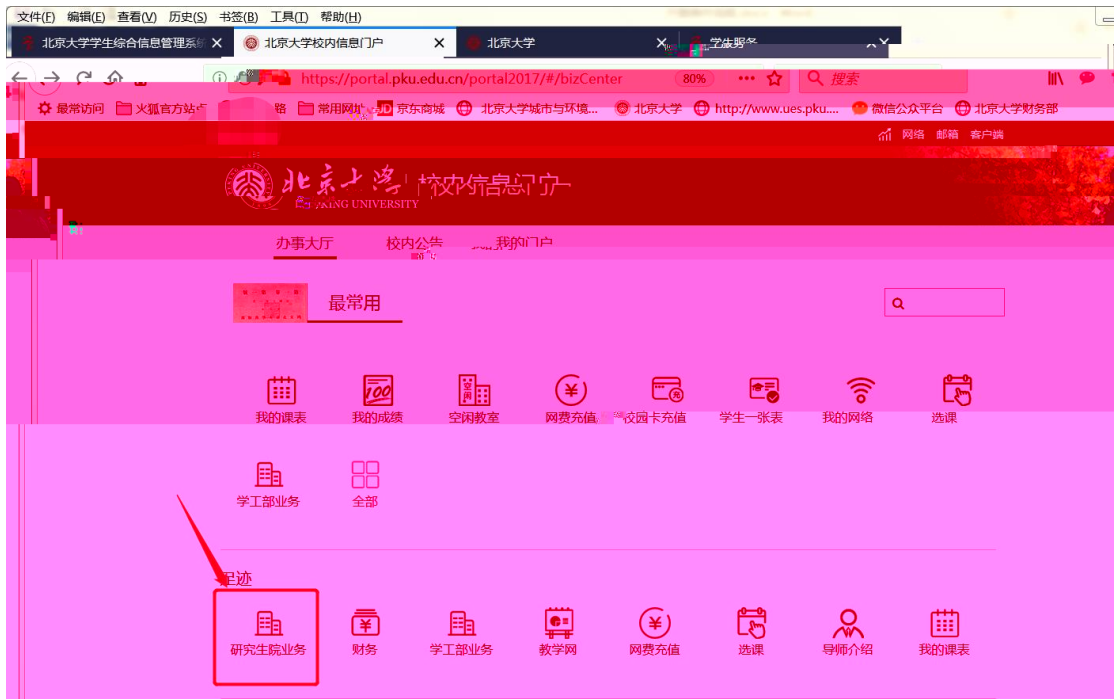 文件(F) 编辑(E) 查看(V) 历史(S) 书签(B) 工具(T) 帮助(H)
北京大学学生综合信息管理系统 北京大学校内信息门户 北京大学 学生服务
https://portal.pku.edu.cn/portal2017/#/bizCenter 80% 搜索
最常访问 火狐官方站点 常用网址 JD 京东商城 北京大学城市与环境... 北京大学 http://www.ues.pku.... 微信公众平台 北京大学财务部
网络 邮箱 客户端
北京大学 校内信息门户
PEKING UNIVERSITY
办事大厅 校内公告 我的门户
最常用
我的课表 我的成绩 空闲教室 网费充值 校园卡充值 学生一张表 我的网络 选课
学工部业务 全部
足迹
研究生院业务 财务 学工部业务 教学网 网费充值 选课 导师介绍 我的课表